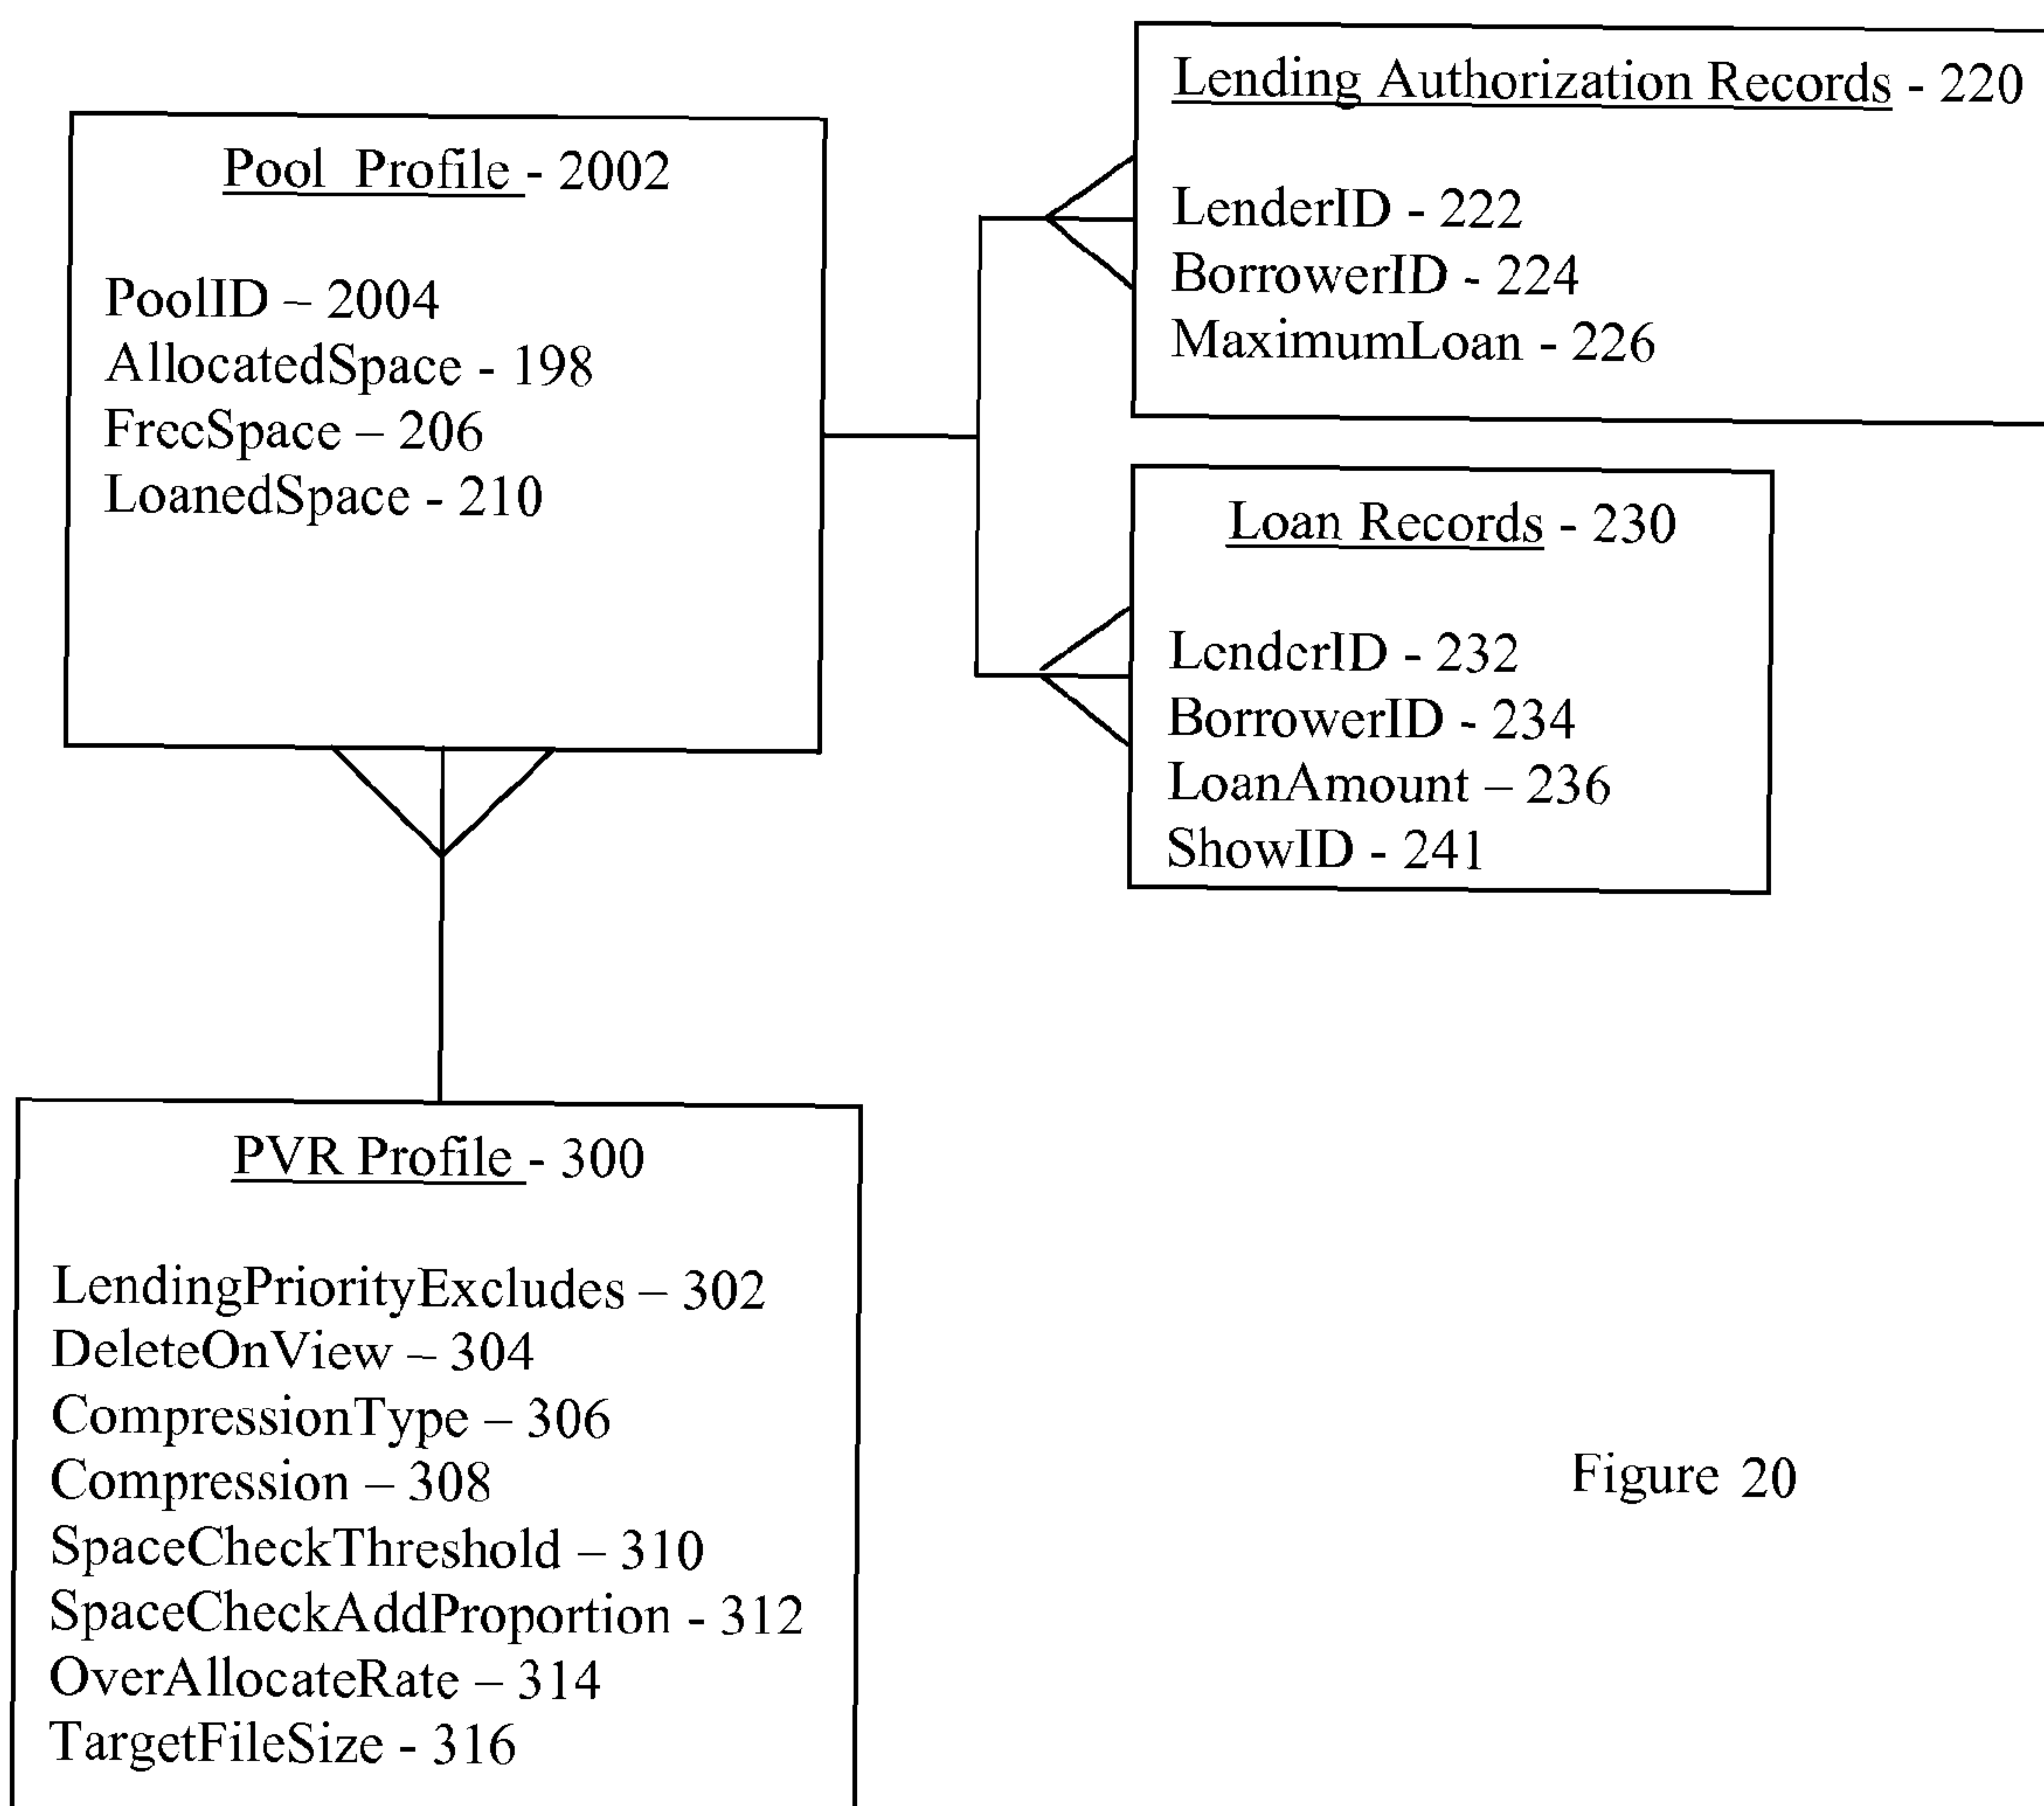 Lending Authorization Records - 220
LenderID - 222
BorrowerID - 224
MaximumLoan - 226
Pool Profile - 2002
PoolID – 2004
AllocatedSpace - 198
FreeSpace – 206
LoanedSpace - 210
Loan Records - 230
LenderID - 232
BorrowerID - 234
LoanAmount – 236
ShowID - 241
PVR Profile - 300
LendingPriorityExcludes – 302
DeleteOnView – 304
CompressionType – 306
Compression – 308
SpaceCheckThreshold – 310
SpaceCheckAddProportion - 312
OverAllocateRate – 314
TargetFileSize - 316
Figure 20